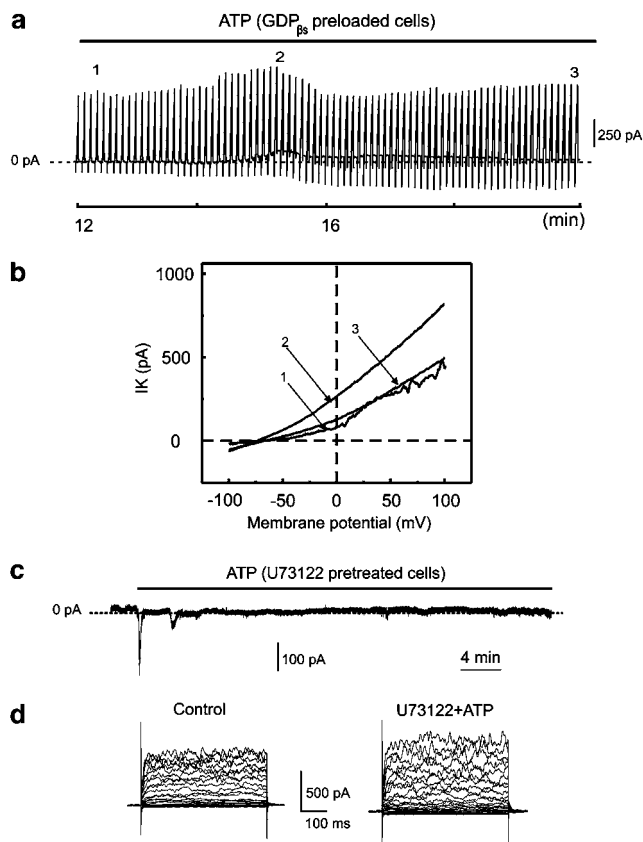 a
ATP (GDPβs preloaded cells)
1
2
3
250 pA
0 pA
12
16
(min)
b
1000
500
0
IK (pA)
2
3
1
-100
-50
0
50
100
Membrane potential (mV)
c
ATP (U73122 pretreated cells)
0 pA
100 pA
4 min
d
Control
U73122+ATP
500 pA
100 ms